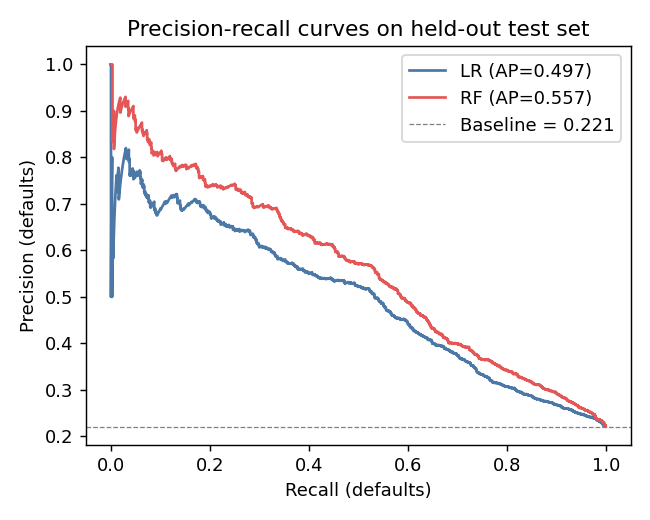 Precision-recall curves on held-out test set
LR (AP=0.497)
RF (AP=0.557)
Baseline = 0.221
Precision (defaults)
1.0
0.9
0.8
0.7
0.6
0.5
0.4
0.3
0.2
0.0 0.2 0.4 0.6 0.8 1.0
Recall (defaults)